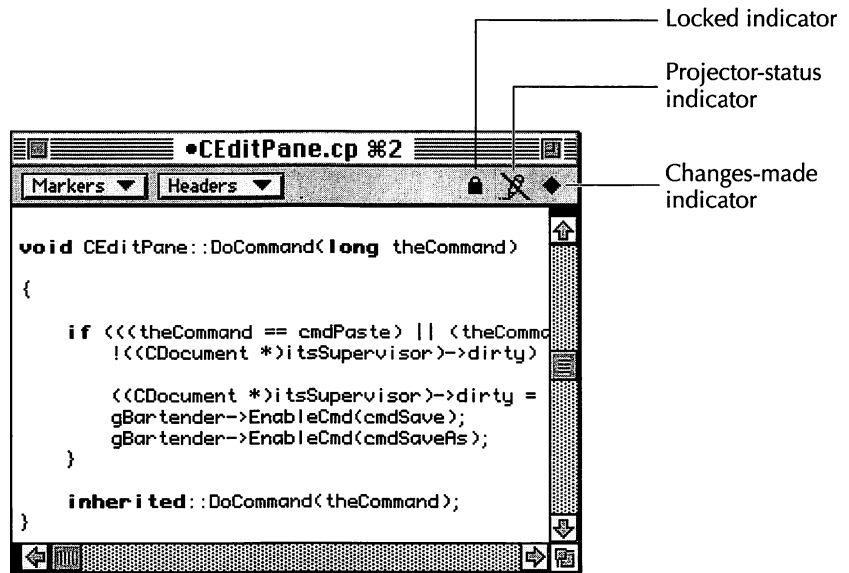 Locked indicator
Projector-status
indicator
Changes-made
indicator
•CEditPane.cp ⌘2
Markers ▼ Headers ▼
void CEditPane::DoCommand(long theCommand)
{
if (((theCommand == cmdPaste) || (theComma
!((CDocument *)itsSupervisor)->dirty)
((CDocument *)itsSupervisor)->dirty =
gBartender->EnableCmd(cmdSave);
gBartender->EnableCmd(cmdSaveAs);
}
inherited::DoCommand(theCommand);
}